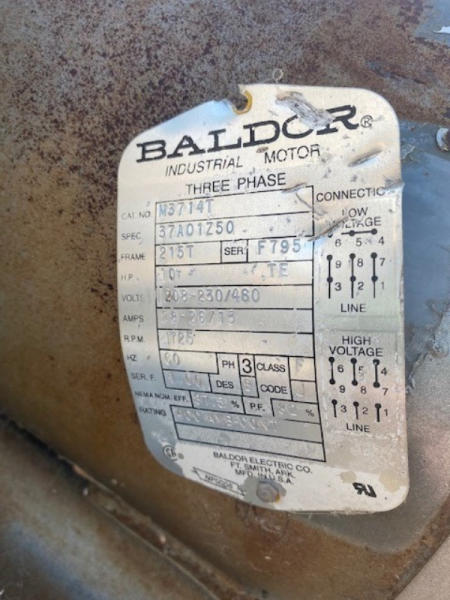 BALDOR®
INDUSTRIAL MOTOR
THREE PHASE
CAT. NO. M3714T
SPEC. 37A01Z50
FRAME 215T SER. F795
H.P. 10 TE
VOLTS 208-230/460
AMPS
R.P.M. 1725
HZ 60 PH 3 CLASS F
SER. F. DES CODE
NEMA NOM. EFF. % P.F. %
RATING
BALDOR ELECTRIC CO.
FT. SMITH, ARK.
MFD. IN U.S.A.
CONNECTIO
LOW
VOLTAGE
6 5 4
9 8 7
3 2 1
LINE
HIGH
VOLTAGE
6 5 4
9 8 7
3 2 1
LINE